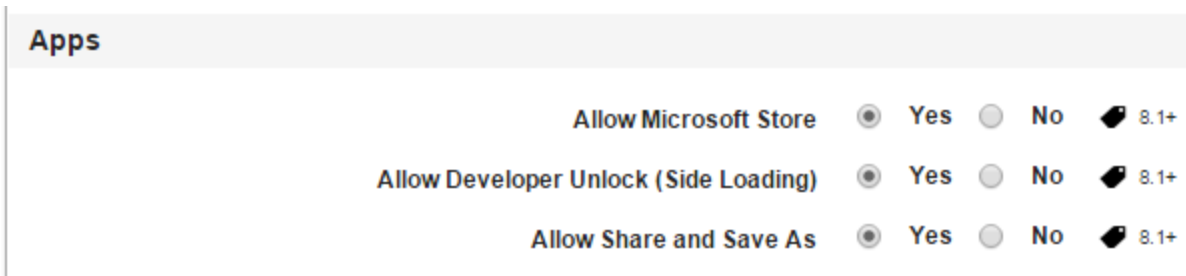 Apps
Allow Microsoft Store Yes No 8.1+
Allow Developer Unlock (Side Loading) Yes No 8.1+
Allow Share and Save As Yes No 8.1+